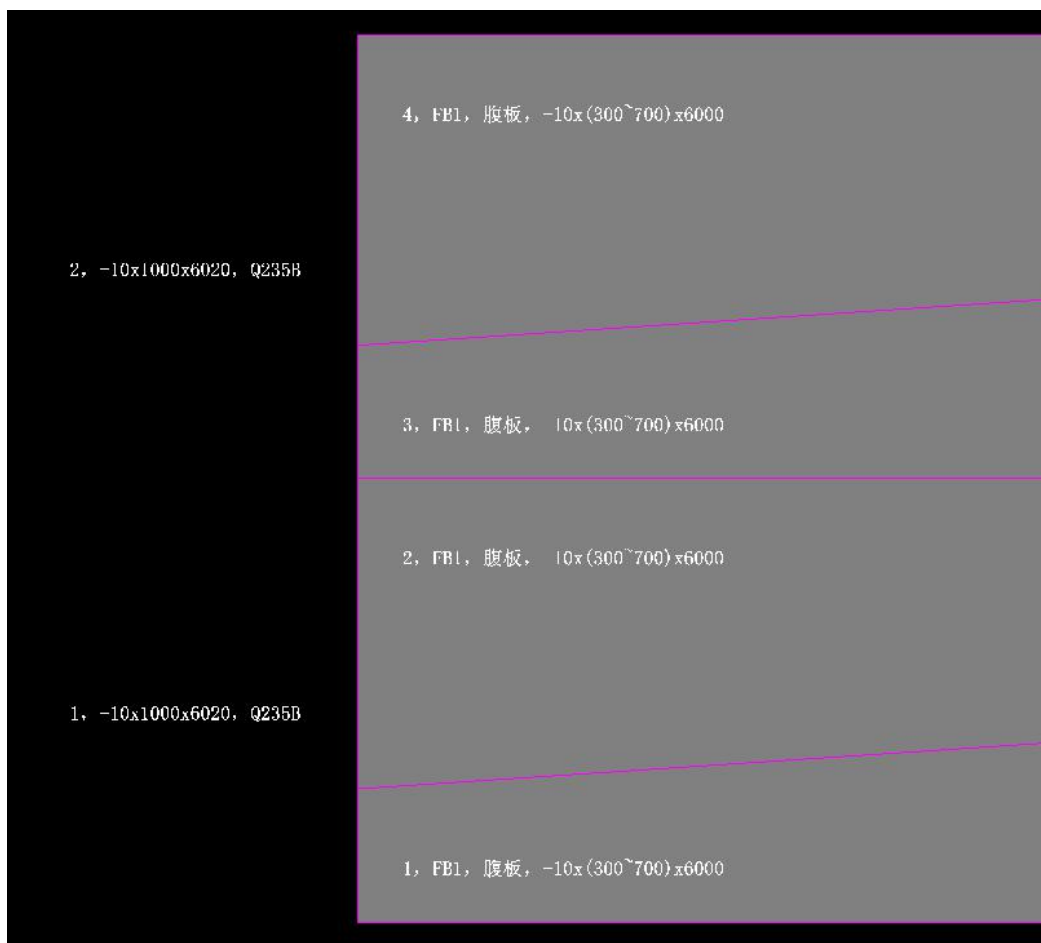 4, FB1, 腹板, -10x(300~700)x6000
2, -10x1000x6020, Q235B
3, FB1, 腹板, 10x(300~700)x6000
2, FB1, 腹板, 10x(300~700)x6000
1, -10x1000x6020, Q235B
1, FB1, 腹板, -10x(300~700)x6000